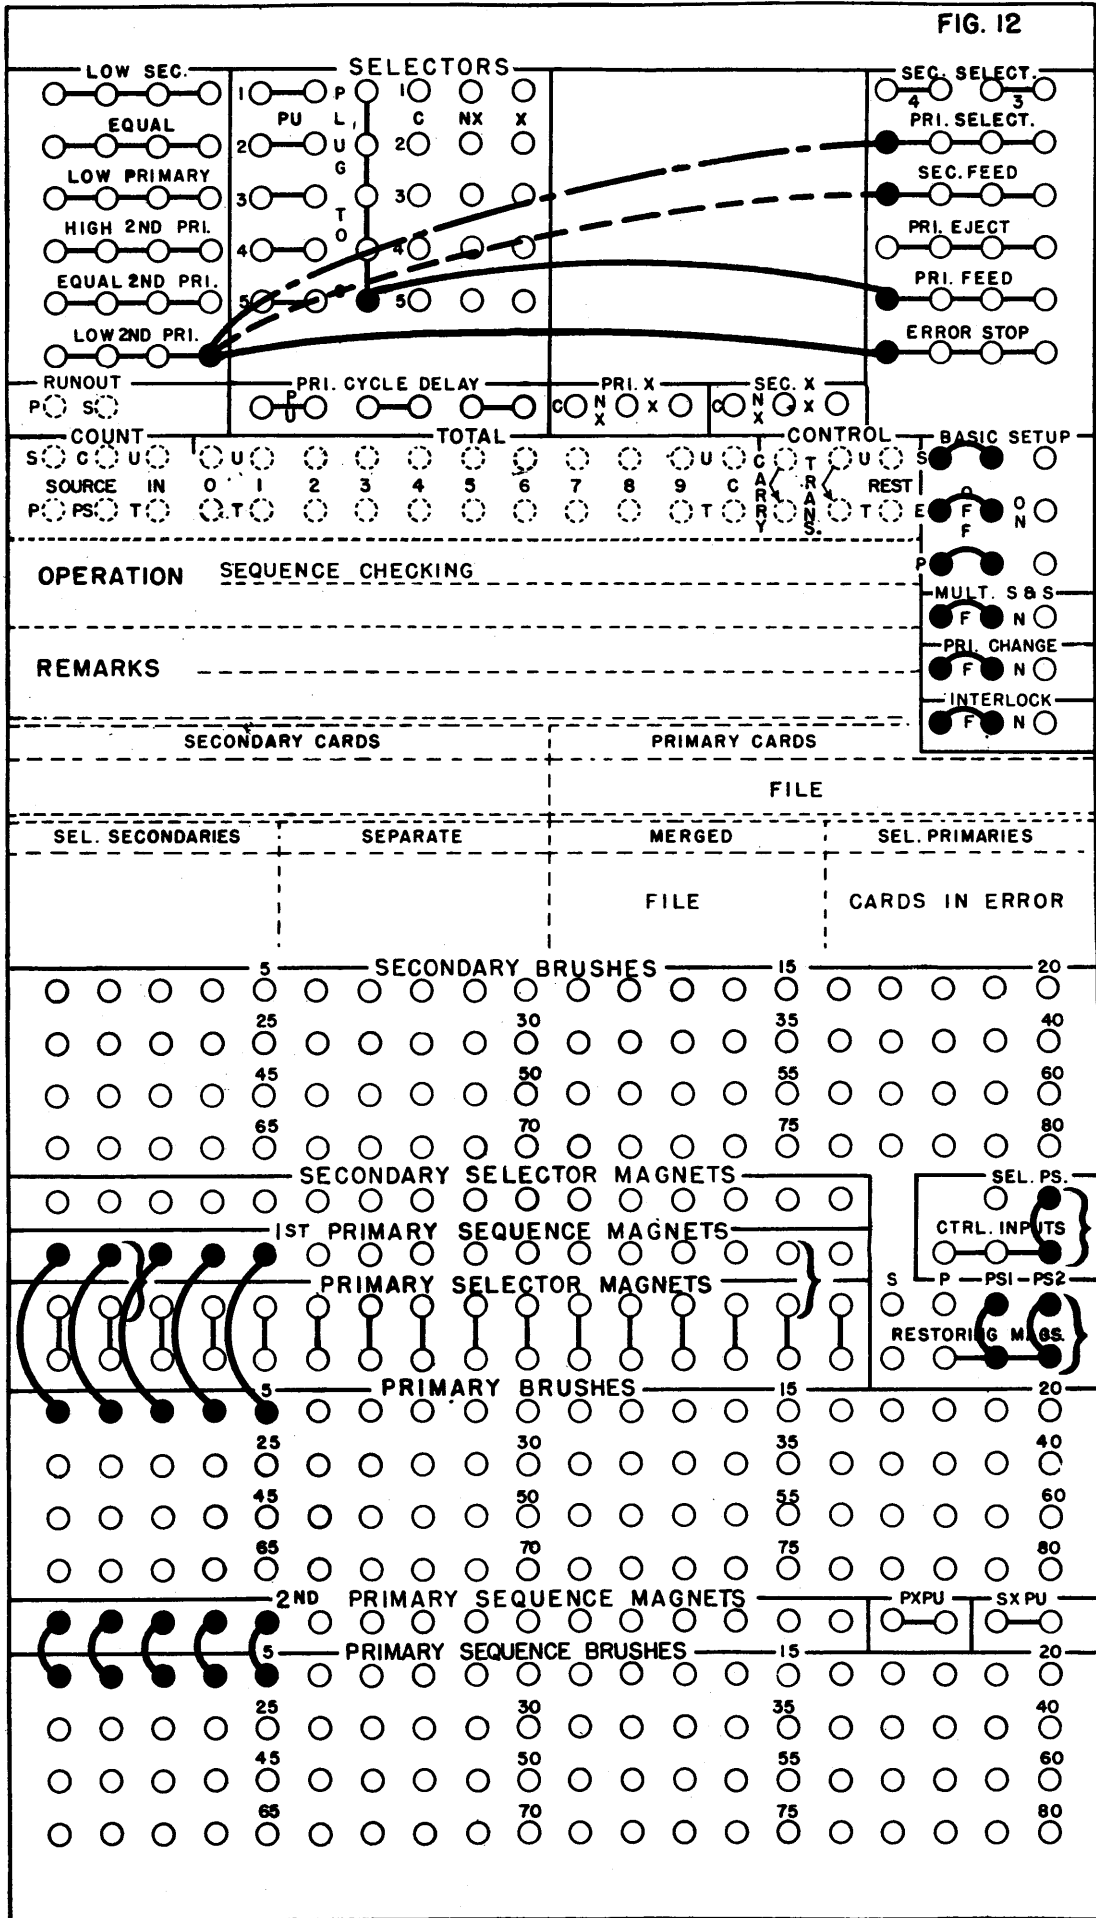 FIG. 12
LOW SEC. SELECTORS SEC. SELECT.
1 P 1 4 3
PU L C NX X
EQUAL PRI. SELECT.
2 U 2
G
LOW PRIMARY SEC. FEED
3 3
HIGH 2ND PRI. T PRI. EJECT
4 O 4
EQUAL 2ND PRI. PRI. FEED
5 5
LOW 2ND PRI. ERROR STOP
RUNOUT PRI. CYCLE DELAY PRI. X SEC. X
P S PU C NX X C NX X
COUNT TOTAL CONTROL BASIC SETUP
S C U U U CARRY TRANS. U S
SOURCE IN 0 1 2 3 4 5 6 7 8 9 C REST OFF ON
P PS T T T T E
P
OPERATION SEQUENCE CHECKING
MULT. S & S
F N
REMARKS
PRI. CHANGE
F N
INTERLOCK
F N
SECONDARY CARDS PRIMARY CARDS
FILE
SEL. SECONDARIES SEPARATE MERGED SEL. PRIMARIES
FILE CARDS IN ERROR
5 SECONDARY BRUSHES 15 20
25 30 35 40
45 50 55 60
65 70 75 80
SECONDARY SELECTOR MAGNETS SEL. PS.
1ST PRIMARY SEQUENCE MAGNETS CTRL. INPUTS
PRIMARY SELECTOR MAGNETS S P PS1 PS2
RESTORING MAGS.
5 PRIMARY BRUSHES 15 20
25 30 35 40
45 50 55 60
65 70 75 80
2ND PRIMARY SEQUENCE MAGNETS PXPU SXPU
5 PRIMARY SEQUENCE BRUSHES 15 20
25 30 35 40
45 50 55 60
65 70 75 80